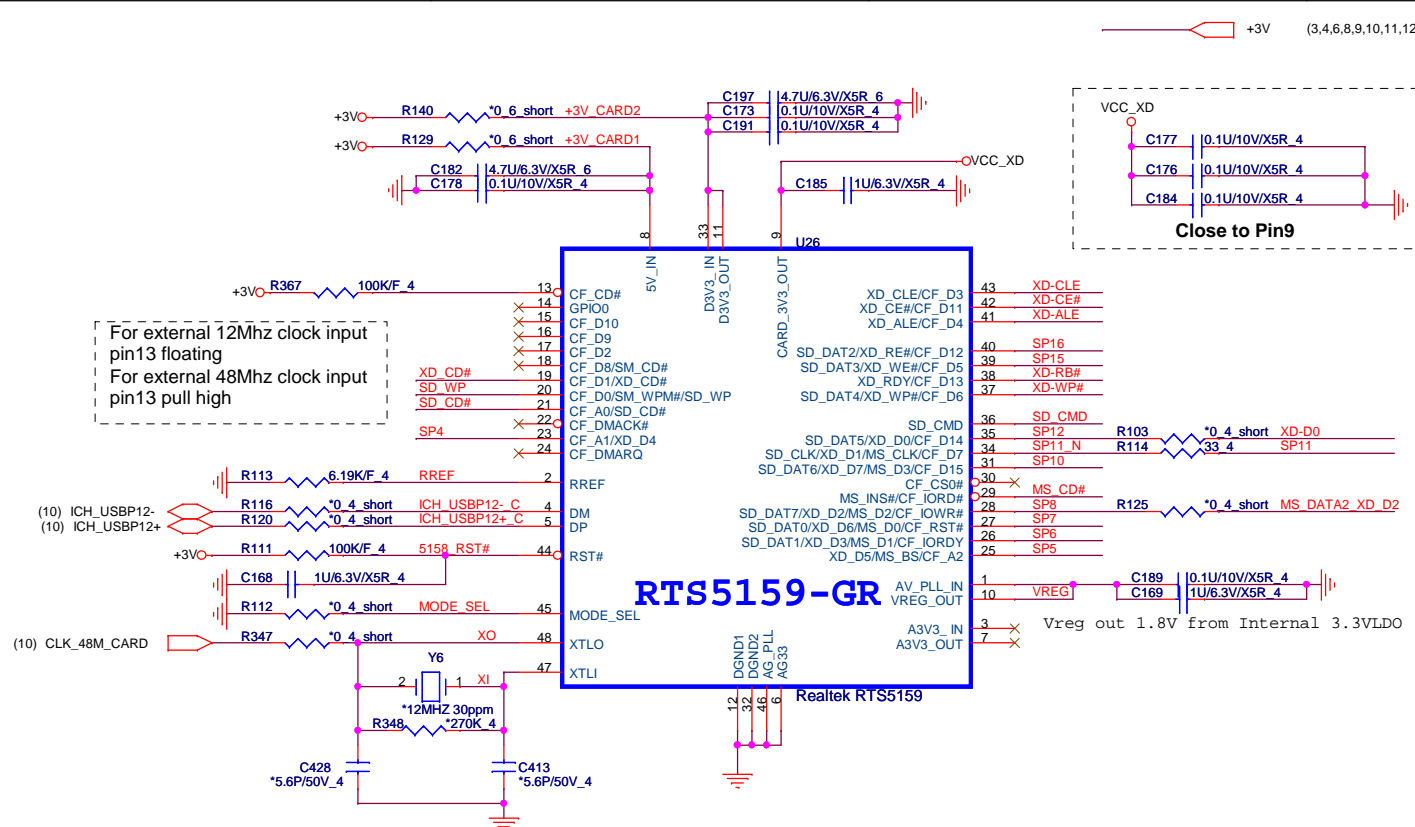 +3V (3,4,6,8,9,10,11,12
+3V R140 *0_6_short +3V_CARD2
+3V R129 *0_6_short +3V_CARD1
C197 4.7U/6.3V/X5R_6
C173 0.1U/10V/X5R_4
C191 0.1U/10V/X5R_4
C182 4.7U/6.3V/X5R_6
C178 0.1U/10V/X5R_4
VCC_XD
C185 1U/6.3V/X5R_4
VCC_XD
C177 0.1U/10V/X5R_4
C176 0.1U/10V/X5R_4
C184 0.1U/10V/X5R_4
Close to Pin9
U26
8 5V_IN
33 D3V3_IN
11 D3V3_OUT
9 CARD_3V3_OUT
+3V R367 100K/F_4
For external 12Mhz clock input
pin13 floating
For external 48Mhz clock input
pin13 pull high
13 CF_CD#
14 GPIO0
15 CF_D10
16 CF_D9
17 CF_D2
18 CF_D8/SM_CD#
XD_CD# 19 CF_D1/XD_CD#
SD_WP 20 CF_D0/SM_WPM#/SD_WP
SD_CD# 21 CF_A0/SD_CD#
22 CF_DMACK#
SP4 23 CF_A1/XD_D4
24 CF_DMARQ
R113 6.19K/F_4 RREF 2 RREF
(10) ICH_USBP12- R116 *0_4_short ICH_USBP12-_C 4 DM
(10) ICH_USBP12+ R120 *0_4_short ICH_USBP12+_C 5 DP
+3V R111 100K/F_4 5158_RST# 44 RST#
C168 1U/6.3V/X5R_4
R112 *0_4_short MODE_SEL 45 MODE_SEL
(10) CLK_48M_CARD R347 *0_4_short XO 48 XTLO
47 XTLI
Y6
2 1 XI
*12MHZ 30ppm
R348 *270K_4
C428
*5.6P/50V_4
C413
*5.6P/50V_4
XD_CLE/CF_D3 43 XD-CLE
XD_CE#/CF_D11 42 XD-CE#
XD_ALE/CF_D4 41 XD-ALE
SD_DAT2/XD_RE#/CF_D12 40 SP16
SD_DAT3/XD_WE#/CF_D5 39 SP15
XD_RDY/CF_D13 38 XD-RB#
SD_DAT4/XD_WP#/CF_D6 37 XD-WP#
SD_CMD 36 SD_CMD
SD_DAT5/XD_D0/CF_D14 35 SP12 R103 *0_4_short XD-D0
SD_CLK/XD_D1/MS_CLK/CF_D7 34 SP11_N R114 33_4 SP11
SD_DAT6/XD_D7/MS_D3/CF_D15 31 SP10
CF_CS0# 30
MS_INS#/CF_IORD# 29 MS_CD#
SD_DAT7/XD_D2/MS_D2/CF_IOWR# 28 SP8 R125 *0_4_short MS_DATA2_XD_D2
SD_DAT0/XD_D6/MS_D0/CF_RST# 27 SP7
SD_DAT1/XD_D3/MS_D1/CF_IORDY 26 SP6
XD_D5/MS_BS/CF_A2 25 SP5
RTS5159-GR
AV_PLL_IN 1 C189 0.1U/10V/X5R_4
VREG_OUT 10 VREG C169 1U/6.3V/X5R_4
Vreg out 1.8V from Internal 3.3VLDO
A3V3_IN 3
A3V3_OUT 7
DGND1 12
DGND2 32
AG_PLL 46
AG33 6
Realtek RTS5159